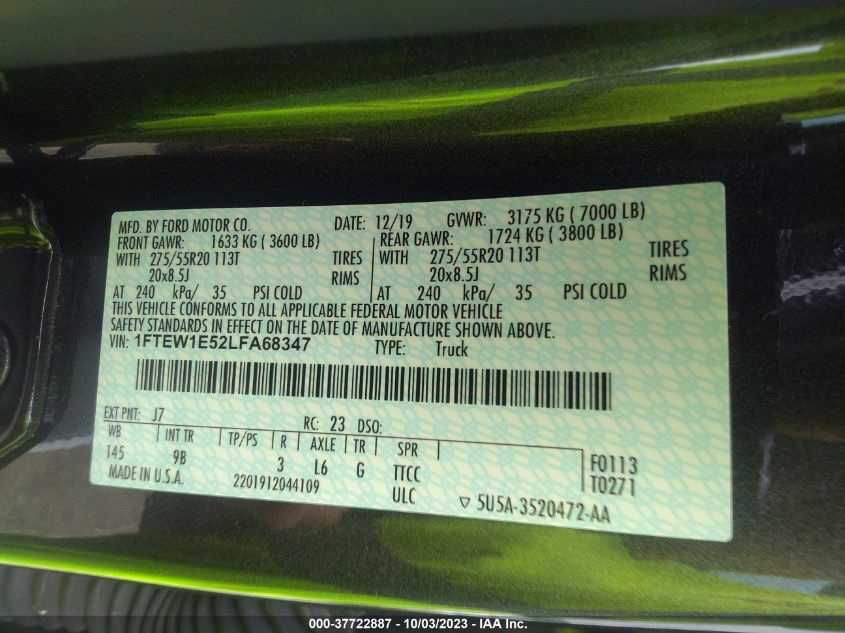 MFD. BY FORD MOTOR CO. DATE: 12/19 GVWR: 3175 KG ( 7000 LB)
FRONT GAWR: 1633 KG ( 3600 LB) REAR GAWR: 1724 KG ( 3800 LB)
WITH 275/55R20 113T TIRES WITH 275/55R20 113T TIRES
20x8.5J RIMS 20x8.5J RIMS
AT 240 kPa/ 35 PSI COLD AT 240 kPa/ 35 PSI COLD
THIS VEHICLE CONFORMS TO ALL APPLICABLE FEDERAL MOTOR VEHICLE
SAFETY STANDARDS IN EFFECT ON THE DATE OF MANUFACTURE SHOWN ABOVE.
VIN: 1FTEW1E52LFA68347 TYPE: Truck
EXT PNT: J7 RC: 23 DSO:
WB INT TR TP/PS R AXLE TR SPR
145 9B 3 L6 G TTCC F0113
MADE IN U.S.A. 2201912044109 ULC T0271
▽ 5U5A-3520472-AA
000-37722887 - 10/03/2023 - IAA Inc.